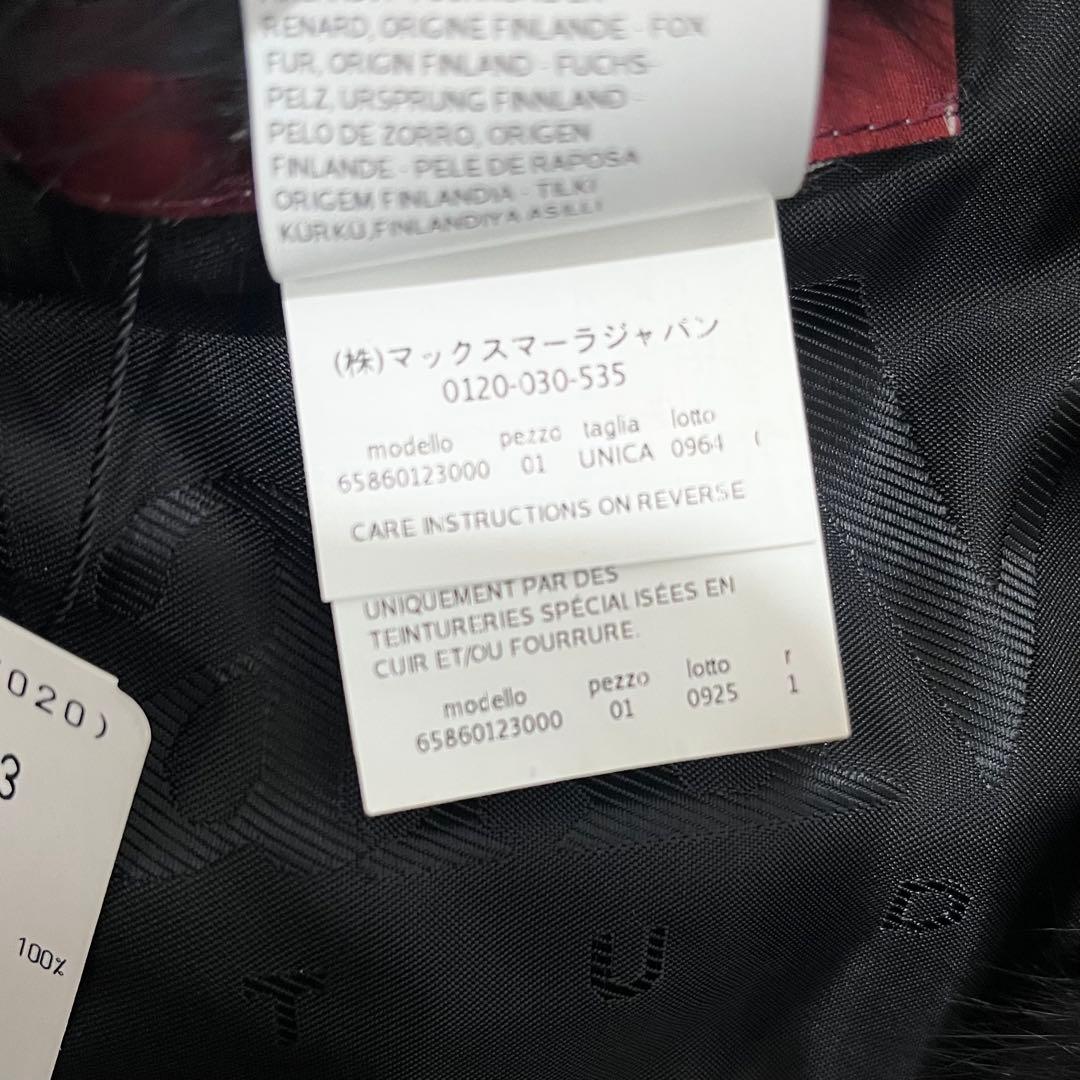 RENARD, ORIGINE FINLANDE - FOX
FUR, ORIGIN FINLAND - FUCHS-
PELZ, URSPRUNG FINNLAND -
PELO DE ZORRO, ORIGEN
FINLANDE - PELE DE RAPOSA
ORIGEM FINLANDIA - TILKI
KÜRKÜ,FINLANDIYA ASILLI
(株)マックスマーラジャパン
0120-030-535
modello pezzo taglia lotto
65860123000 01 UNICA 0964
CARE INSTRUCTIONS ON REVERSE
UNIQUEMENT PAR DES
TEINTURERIES SPÉCIALISÉES EN
CUIR ET/OU FOURRURE.
modello pezzo lotto r
65860123000 01 0925 1
020)
3
100%
T U D